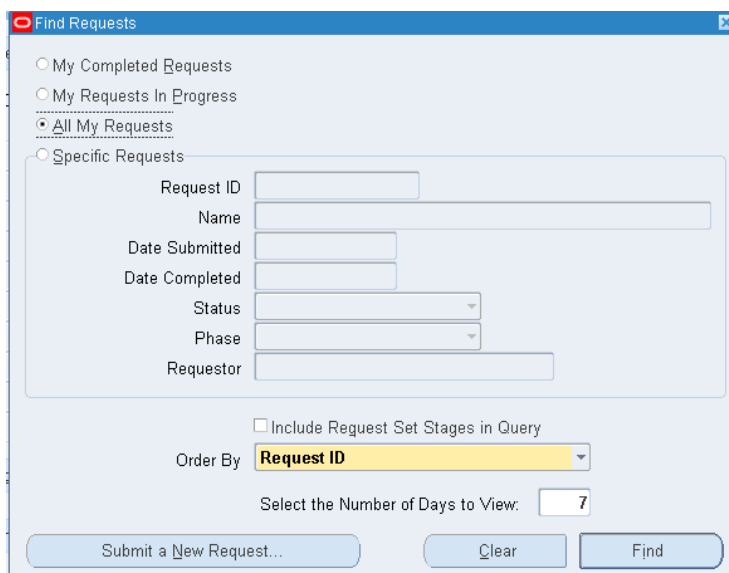 Find Requests
My Completed Requests
My Requests In Progress
All My Requests
Specific Requests
Request ID
Name
Date Submitted
Date Completed
Status
Phase
Requestor
Include Request Set Stages in Query
Order By Request ID
Select the Number of Days to View: 7
Submit a New Request... Clear Find